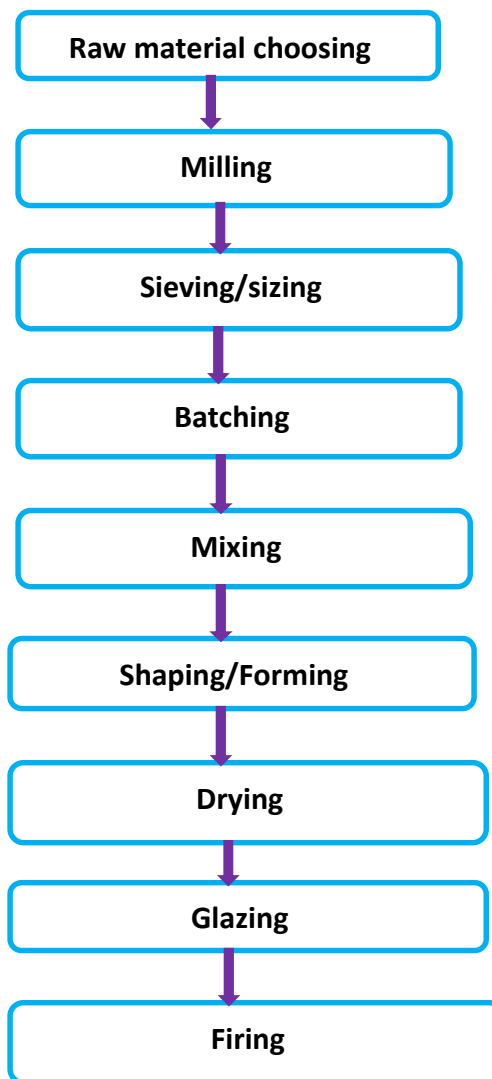 Raw material choosing
Milling
Sieving/sizing
Batching
Mixing
Shaping/Forming
Drying
Glazing
Firing